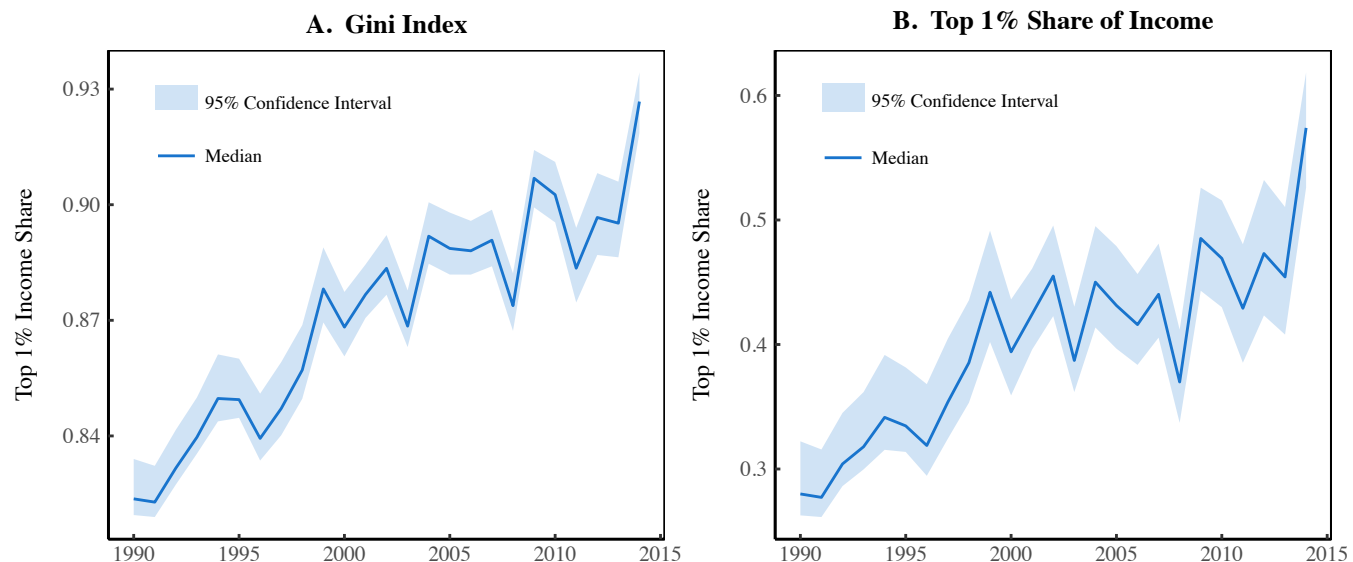 A. Gini Index
Top 1% Income Share
0.93
0.90
0.87
0.84
95% Confidence Interval
Median
1990 1995 2000 2005 2010 2015
B. Top 1% Share of Income
Top 1% Income Share
0.6
0.5
0.4
0.3
95% Confidence Interval
Median
1990 1995 2000 2005 2010 2015